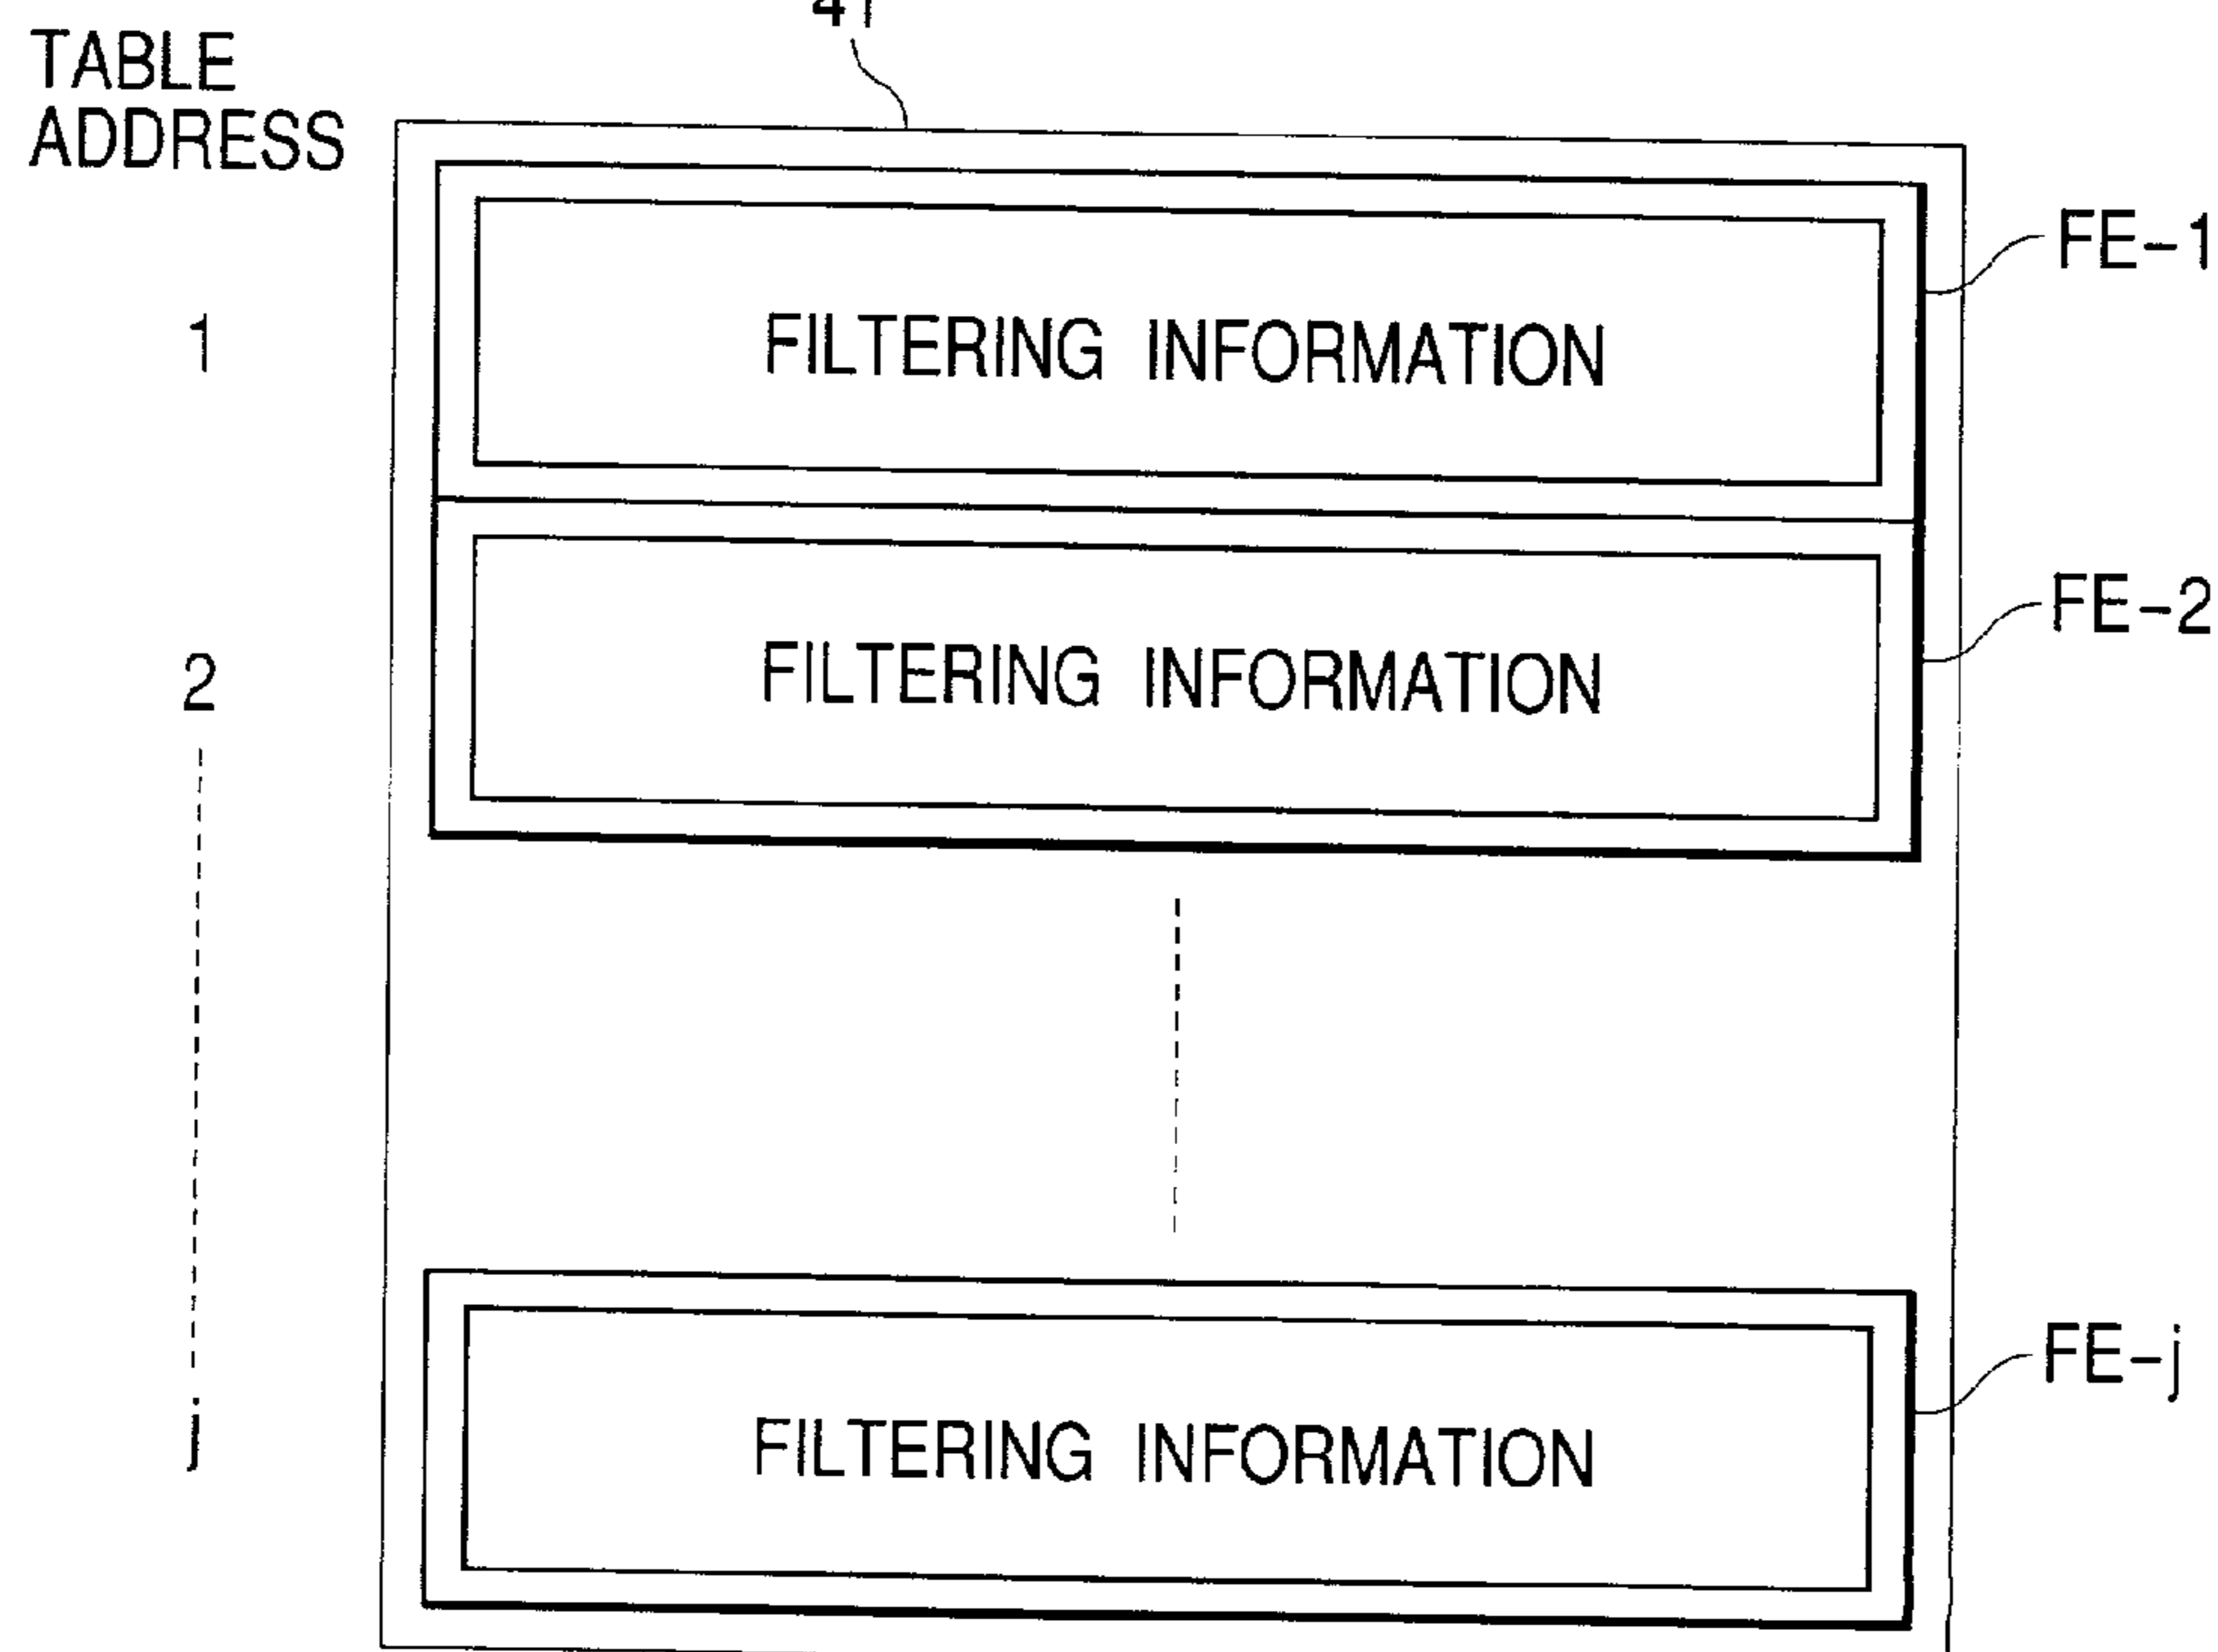 41
TABLE
ADDRESS
FE-1
1
FILTERING INFORMATION
FE-2
2
FILTERING INFORMATION
FE-j
j
FILTERING INFORMATION